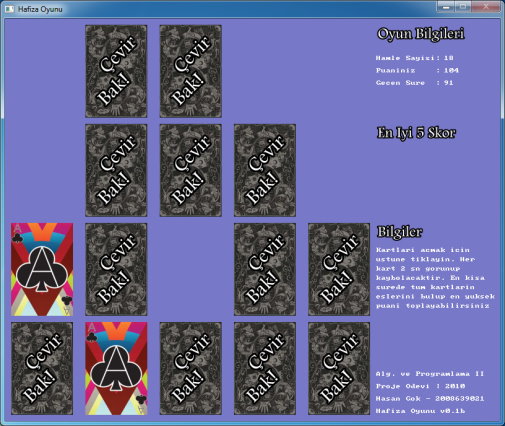 Hafiza Oyunu
Oyun Bilgileri
Hamle Sayisi: 18
Puaniniz : 104
Gecen Sure : 91
Çevir Bak!
Çevir Bak!
En Iyi 5 Skor
Çevir Bak!
Çevir Bak!
Çevir Bak!
A
A
A
Çevir Bak!
Çevir Bak!
Çevir Bak!
Bilgiler
Kartlari acmak icin
ustune tiklayin. Her
kart 2 sn gorunup
kaybolacaktir. En kisa
surede tum kartlarin
eslerini bulup en yuksek
puani toplayabilirsiniz
Çevir Bak!
A
A
A
Çevir Bak!
Çevir Bak!
Çevir Bak!
Alg. ve Programlama II
Proje Odevi : 2010
Hasan Gok - 2008639021
Hafiza Oyunu v0.1b